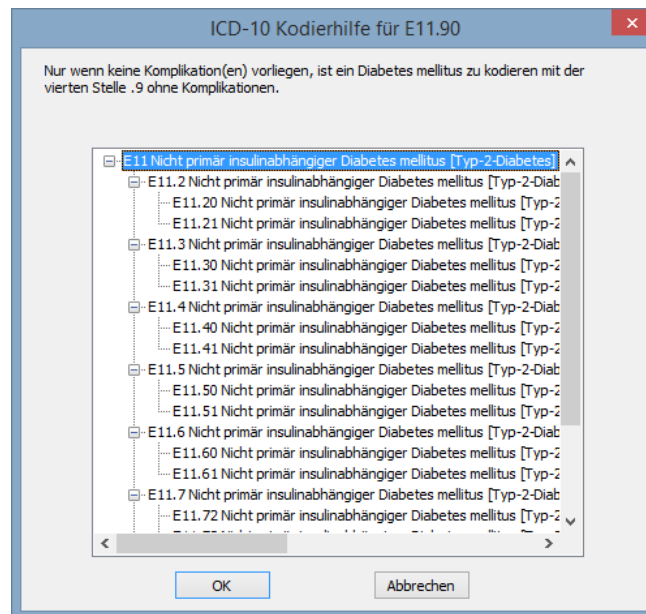 ICD-10 Kodierhilfe für E11.90
Nur wenn keine Komplikation(en) vorliegen, ist ein Diabetes mellitus zu kodieren mit der
vierten Stelle .9 ohne Komplikationen.
E11 Nicht primär insulinabhängiger Diabetes mellitus [Typ-2-Diabetes]
E11.2 Nicht primär insulinabhängiger Diabetes mellitus [Typ-2-Diab
E11.20 Nicht primär insulinabhängiger Diabetes mellitus [Typ-2
E11.21 Nicht primär insulinabhängiger Diabetes mellitus [Typ-2
E11.3 Nicht primär insulinabhängiger Diabetes mellitus [Typ-2-Diab
E11.30 Nicht primär insulinabhängiger Diabetes mellitus [Typ-2
E11.31 Nicht primär insulinabhängiger Diabetes mellitus [Typ-2
E11.4 Nicht primär insulinabhängiger Diabetes mellitus [Typ-2-Diab
E11.40 Nicht primär insulinabhängiger Diabetes mellitus [Typ-2
E11.41 Nicht primär insulinabhängiger Diabetes mellitus [Typ-2
E11.5 Nicht primär insulinabhängiger Diabetes mellitus [Typ-2-Diab
E11.50 Nicht primär insulinabhängiger Diabetes mellitus [Typ-2
E11.51 Nicht primär insulinabhängiger Diabetes mellitus [Typ-2
E11.6 Nicht primär insulinabhängiger Diabetes mellitus [Typ-2-Diab
E11.60 Nicht primär insulinabhängiger Diabetes mellitus [Typ-2
E11.61 Nicht primär insulinabhängiger Diabetes mellitus [Typ-2
E11.7 Nicht primär insulinabhängiger Diabetes mellitus [Typ-2-Diab
E11.72 Nicht primär insulinabhängiger Diabetes mellitus [Typ-2
OK Abbrechen